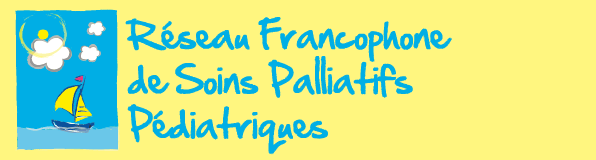 Réseau Francophone
de Soins Palliatifs
Pédiatriques